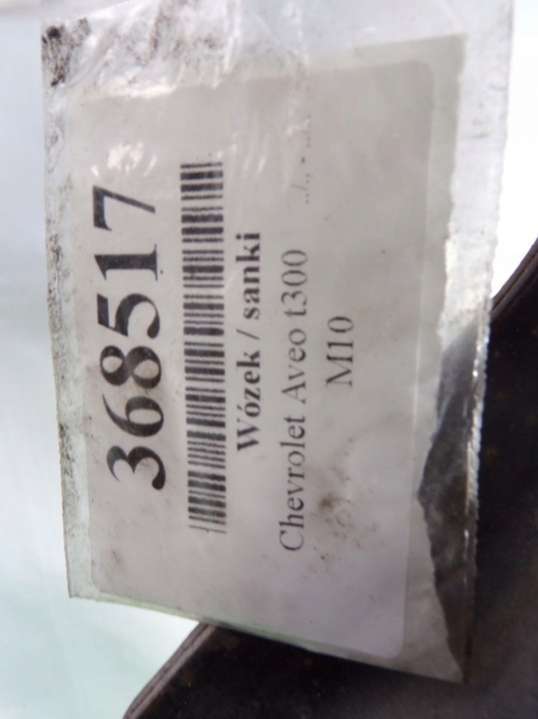 368517
Wózek / sanki
Chevrolet Aveo t300
M10